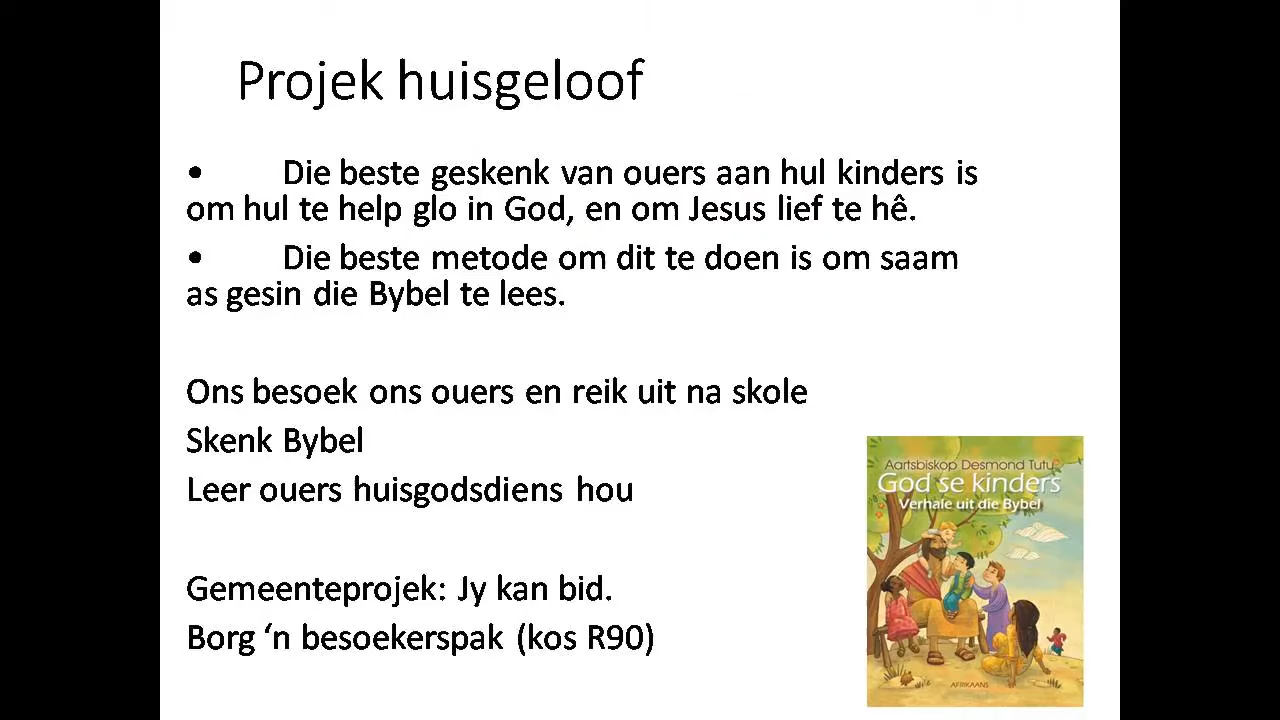 Projek huisgeloof
• Die beste geskenk van ouers aan hul kinders is
om hul te help glo in God, en om Jesus lief te hê.
• Die beste metode om dit te doen is om saam
as gesin die Bybel te lees.
Ons besoek ons ouers en reik uit na skole
Skenk Bybel
Leer ouers huisgodsdiens hou
Gemeenteprojek: Jy kan bid.
Borg ‘n besoekerspak (kos R90)
Aartsbiskop Desmond Tutu
God se kinders
Verhale uit die Bybel
AFRIKAANS